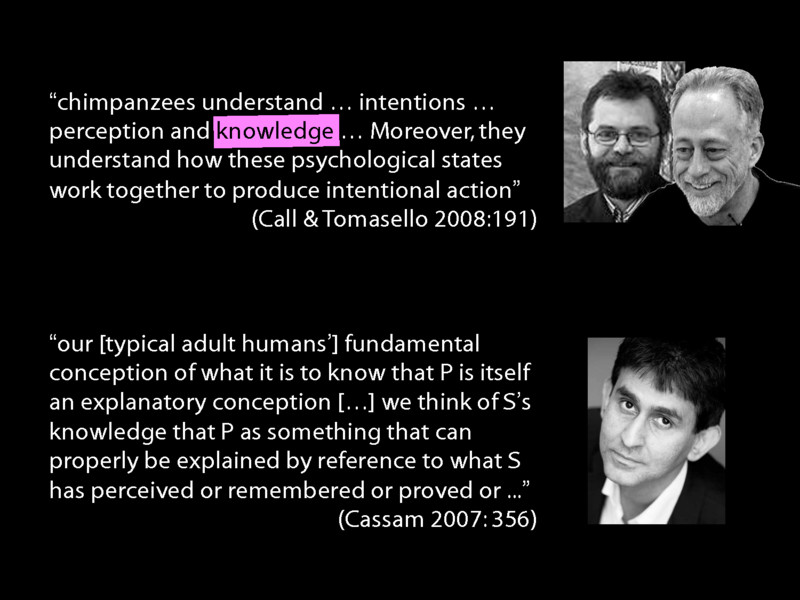 “chimpanzees understand … intentions …
perception and knowledge … Moreover, they
understand how these psychological states
work together to produce intentional action”
(Call & Tomasello 2008:191)
“our [typical adult humans’] fundamental
conception of what it is to know that P is itself
an explanatory conception […] we think of S’s
knowledge that P as something that can
properly be explained by reference to what S
has perceived or remembered or proved or ...”
(Cassam 2007: 356)